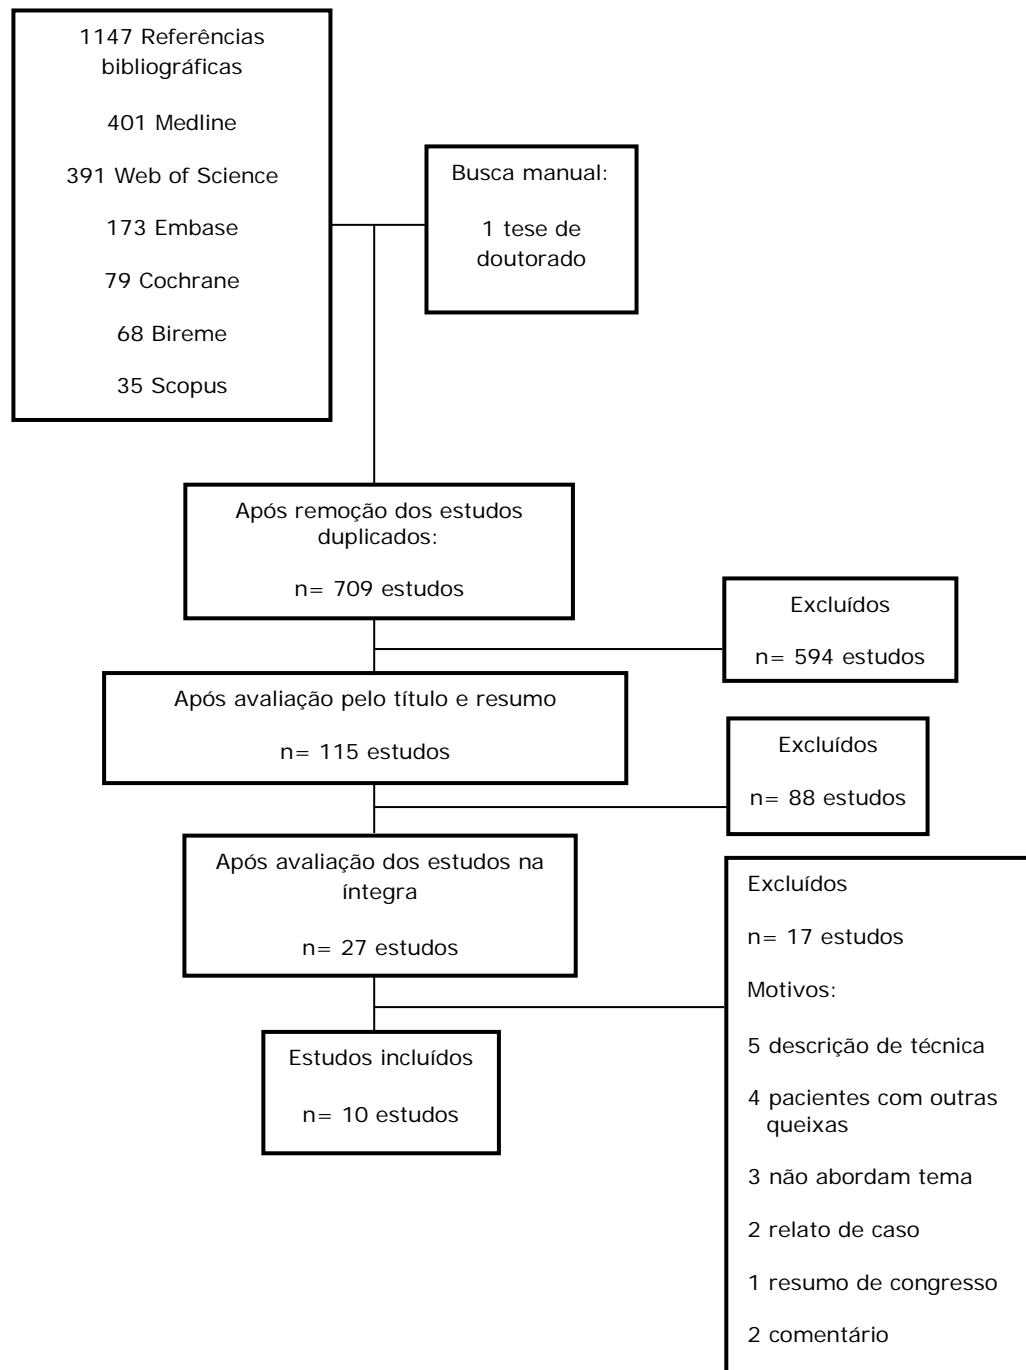 1147 Referências
bibliográficas
401 Medline
391 Web of Science
173 Embase
79 Cochrane
68 Bireme
35 Scopus
Busca manual:
1 tese de
doutorado
Após remoção dos estudos
duplicados:
n= 709 estudos
Excluídos
n= 594 estudos
Após avaliação pelo título e resumo
n= 115 estudos
Excluídos
n= 88 estudos
Após avaliação dos estudos na
íntegra
n= 27 estudos
Excluídos
n= 17 estudos
Motivos:
5 descrição de técnica
4 pacientes com outras
queixas
3 não abordam tema
2 relato de caso
1 resumo de congresso
2 comentário
Estudos incluídos
n= 10 estudos